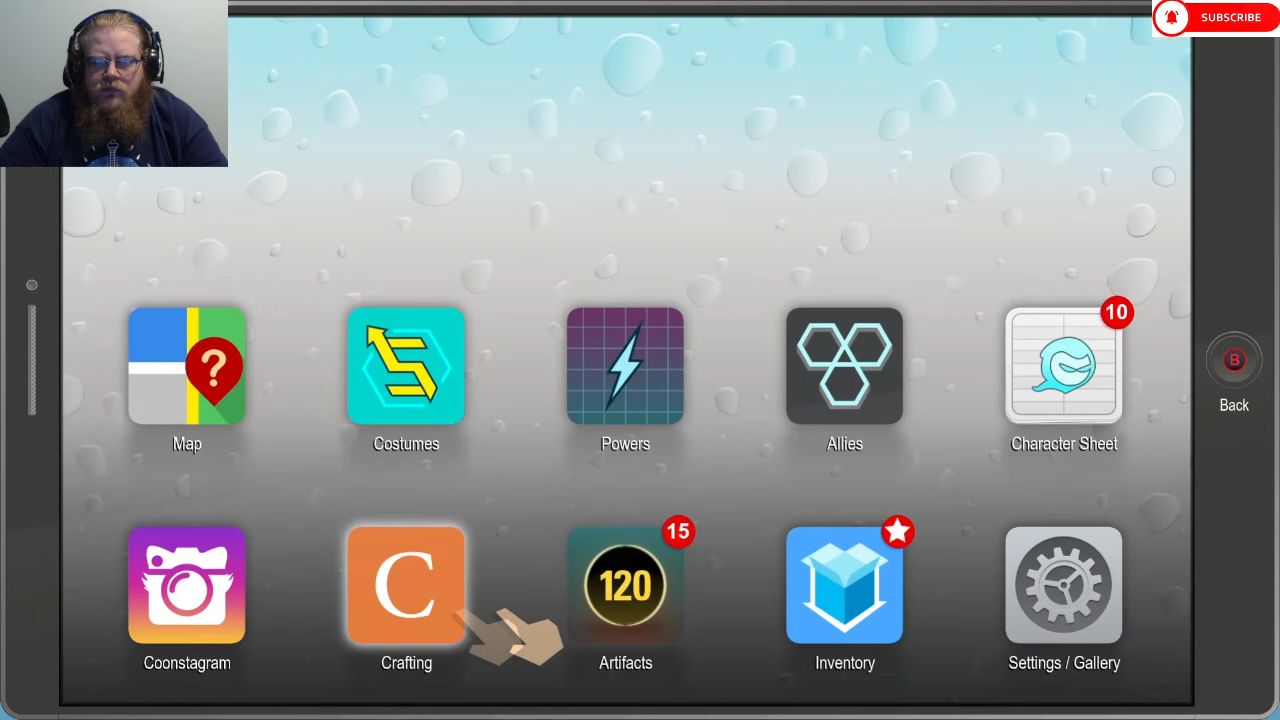 SUBSCRIBE
10
?
Map
Costumes
Powers
Allies
Character Sheet
B
Back
15
C
120
Coonstagram
Crafting
Artifacts
Inventory
Settings / Gallery